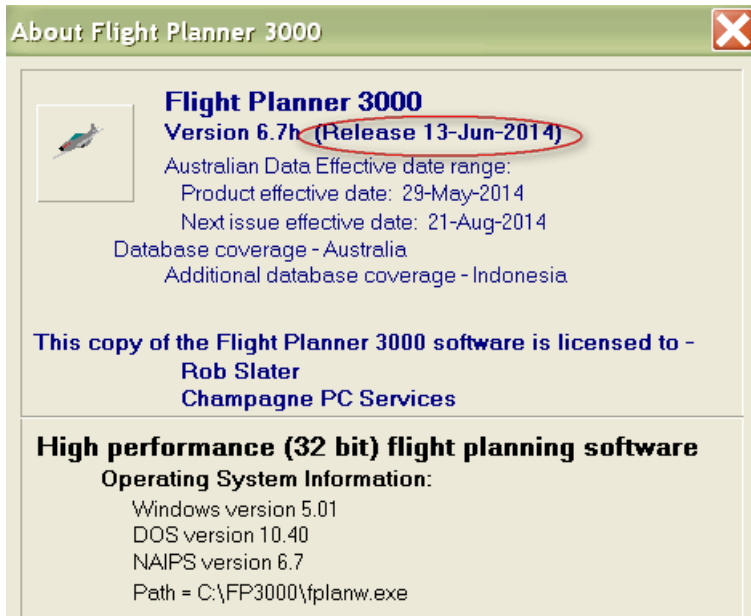 About Flight Planner 3000
Flight Planner 3000
Version 6.7h (Release 13-Jun-2014)
Australian Data Effective date range:
Product effective date: 29-May-2014
Next issue effective date: 21-Aug-2014
Database coverage - Australia
Additional database coverage - Indonesia
This copy of the Flight Planner 3000 software is licensed to -
Rob Slater
Champagne PC Services
High performance (32 bit) flight planning software
Operating System Information:
Windows version 5.01
DOS version 10.40
NAIPS version 6.7
Path = C:\FP3000\fplanw.exe